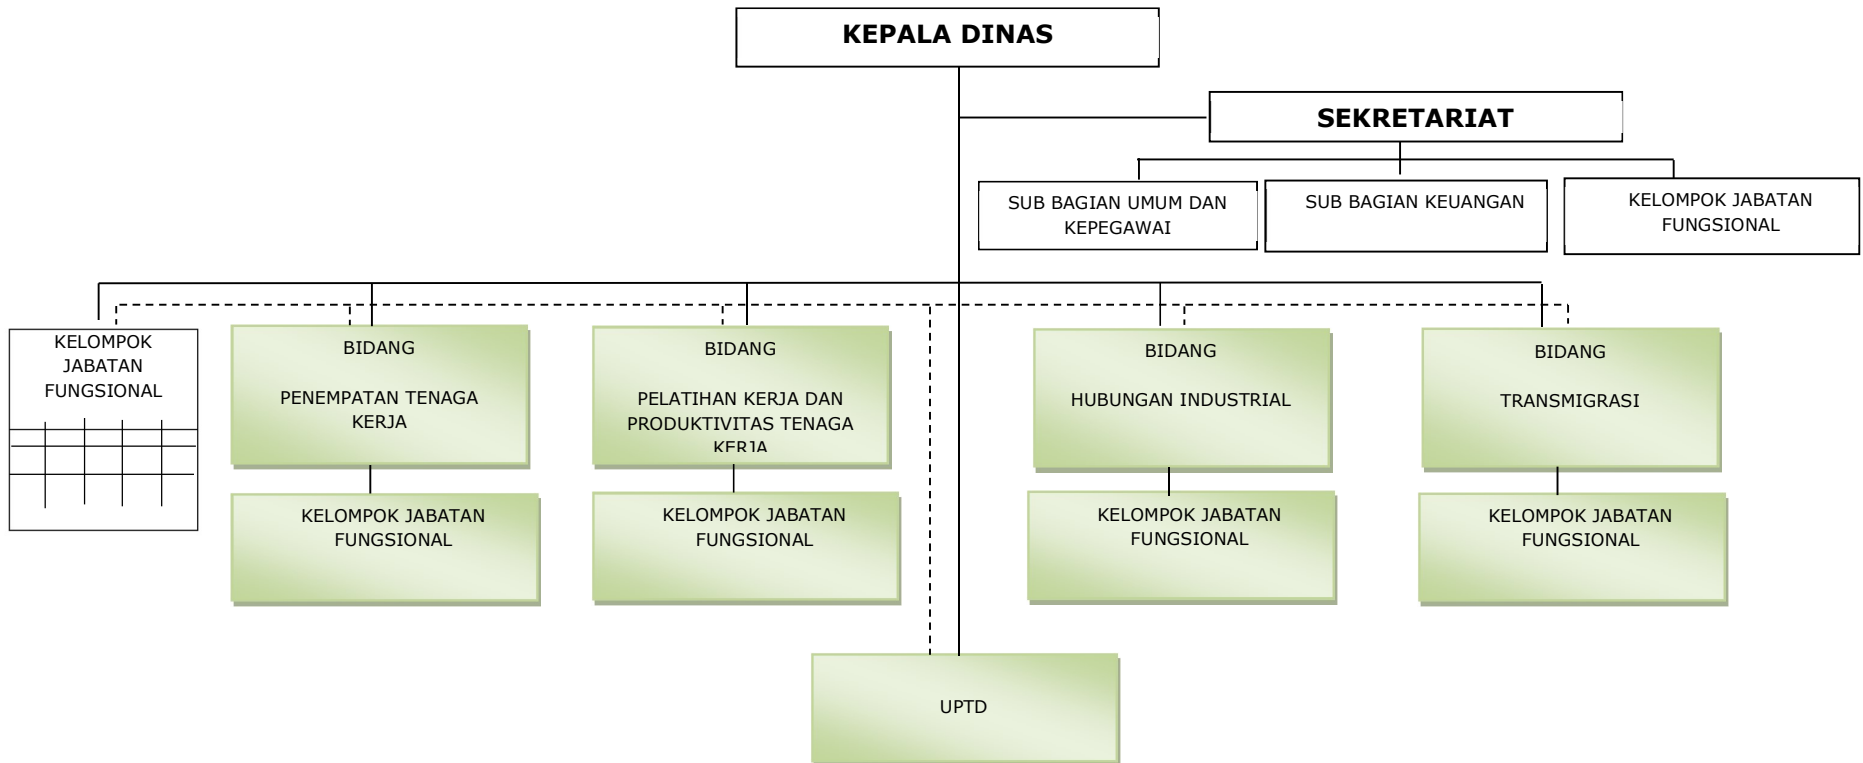 KEPALA DINAS
SEKRETARIAT
SUB BAGIAN UMUM DAN
KEPEGAWAI
SUB BAGIAN KEUANGAN
KELOMPOK JABATAN
FUNGSIONAL
KELOMPOK
JABATAN
FUNGSIONAL
BIDANG
PENEMPATAN TENAGA
KERJA
BIDANG
PELATIHAN KERJA DAN
PRODUKTIVITAS TENAGA
KERJA
BIDANG
HUBUNGAN INDUSTRIAL
BIDANG
TRANSMIGRASI
KELOMPOK JABATAN
FUNGSIONAL
KELOMPOK JABATAN
FUNGSIONAL
KELOMPOK JABATAN
FUNGSIONAL
KELOMPOK JABATAN
FUNGSIONAL
UPTD